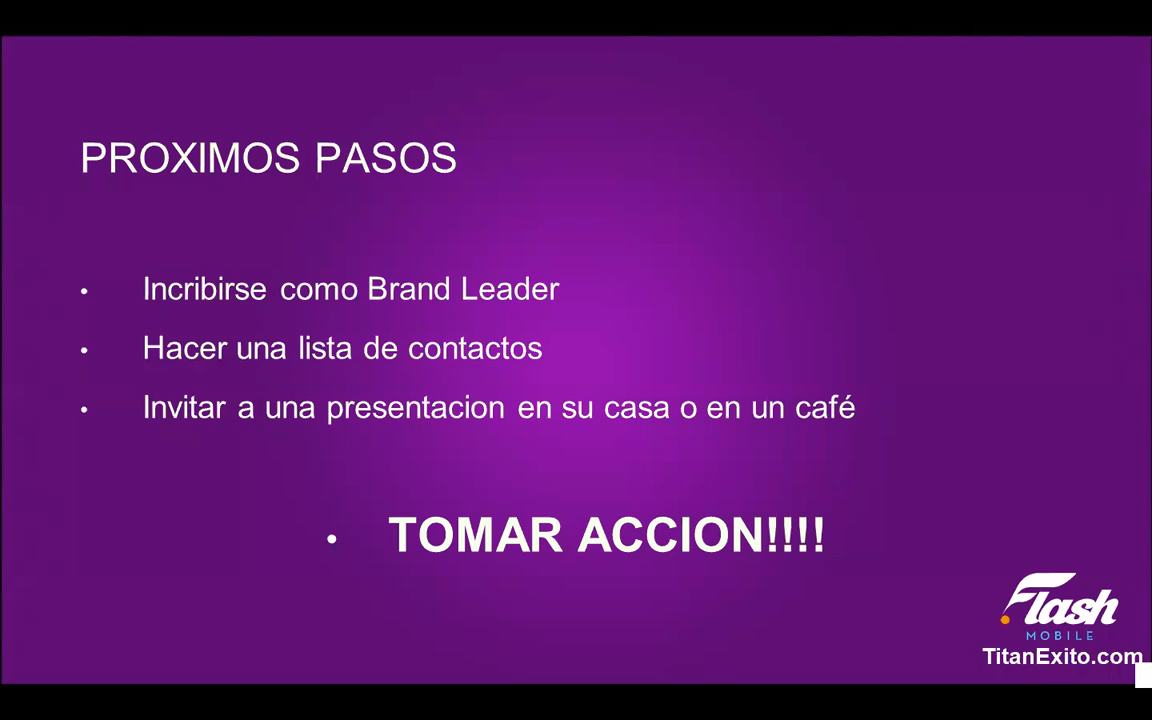 PROXIMOS PASOS
• Incribirse como Brand Leader
• Hacer una lista de contactos
• Invitar a una presentacion en su casa o en un café
• TOMAR ACCION!!!!
Flash
MOBILE
TitanExito.com